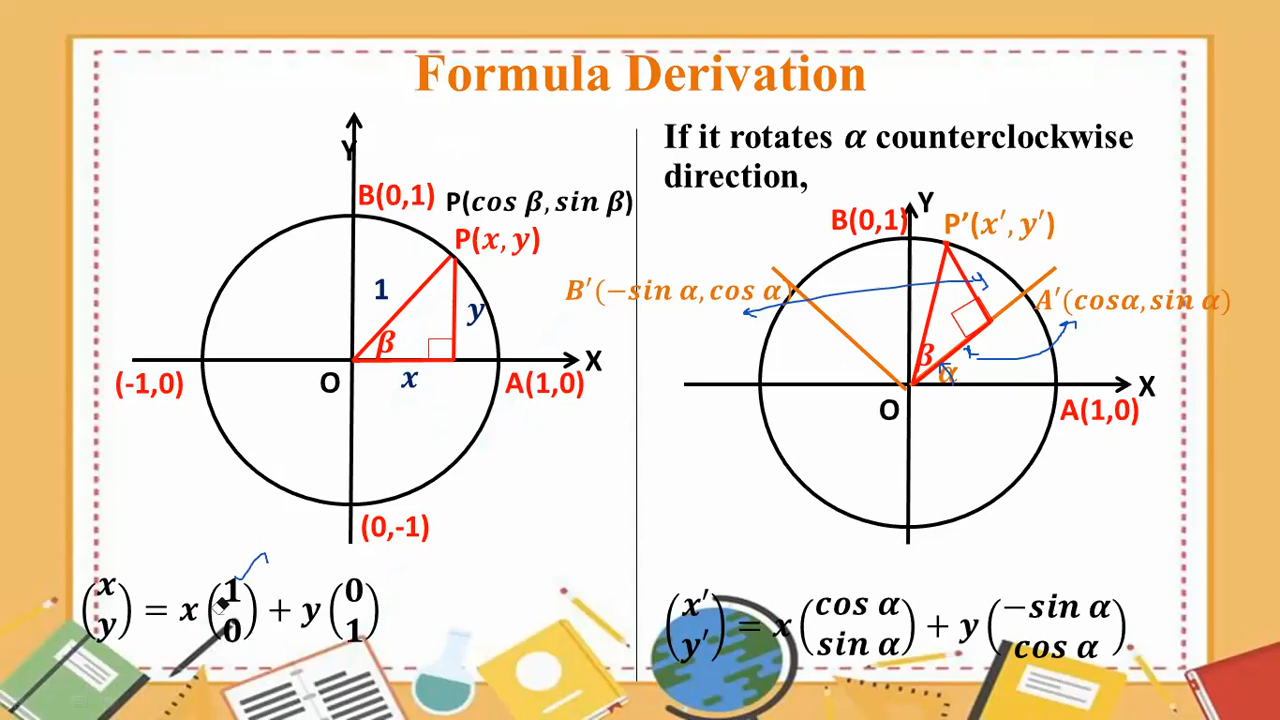 Formula Derivation
Y
B(0,1)
P(cos β, sin β)
P(x, y)
1
y
β
X
(-1,0)
O
x
A(1,0)
(0,-1)
(x y) = x (1 0) + y (0 1)
If it rotates α counterclockwise
direction,
Y
B(0,1)
P′(x′, y′)
B′(−sin α, cos α)
y
A′(cosα, sin α)
β
x
α
X
O
A(1,0)
(x′ y′) = x (cos α sin α) + y (−sin α cos α)